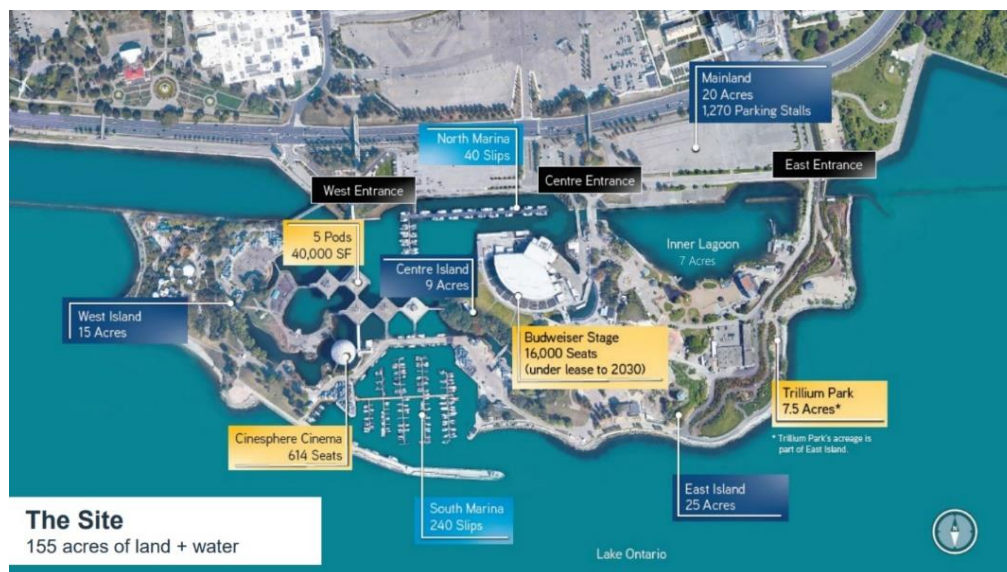 Mainland
20 Acres
1,270 Parking Stalls
North Marina
40 Slips
East Entrance
Centre Entrance
West Entrance
5 Pods
40,000 SF
Inner Lagoon
7 Acres
Centre Island
9 Acres
West Island
15 Acres
Budweiser Stage
16,000 Seats
(under lease to 2030)
Trillium Park
7.5 Acres*
* Trillium Park's acreage is
part of East Island.
Cinesphere Cinema
614 Seats
East Island
25 Acres
South Marina
240 Slips
The Site
155 acres of land + water
Lake Ontario
N